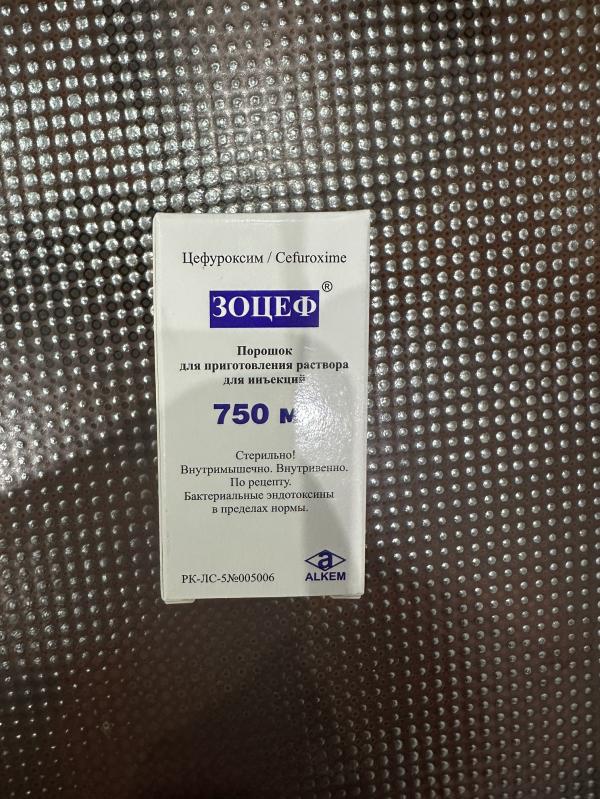 Цефуроксим / Cefuroxime
ЗОЦЕФ®
Порошок
для приготовления раствора
для инъекций
750
Стерильно!
Внутримышечно. Внутривенно.
По рецепту.
Бактериальные эндотоксины
в пределах нормы.
РК-ЛС-5№005006
a
ALKEM